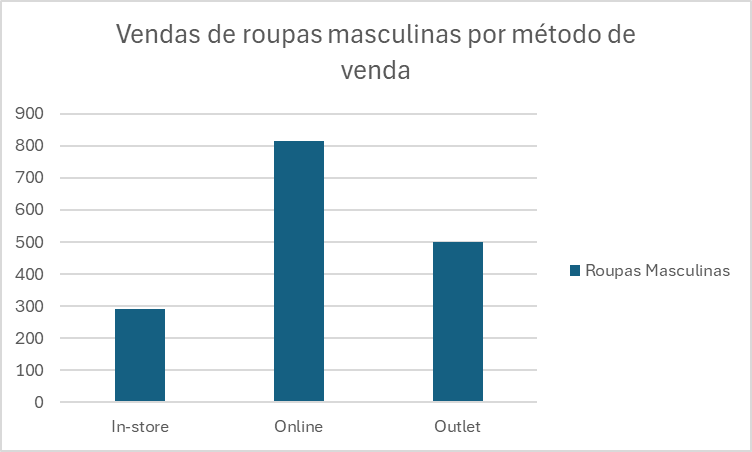 Vendas de roupas masculinas por método de
venda
900
800
700
600
500
400
300
200
100
0
In-store Online Outlet
Roupas Masculinas